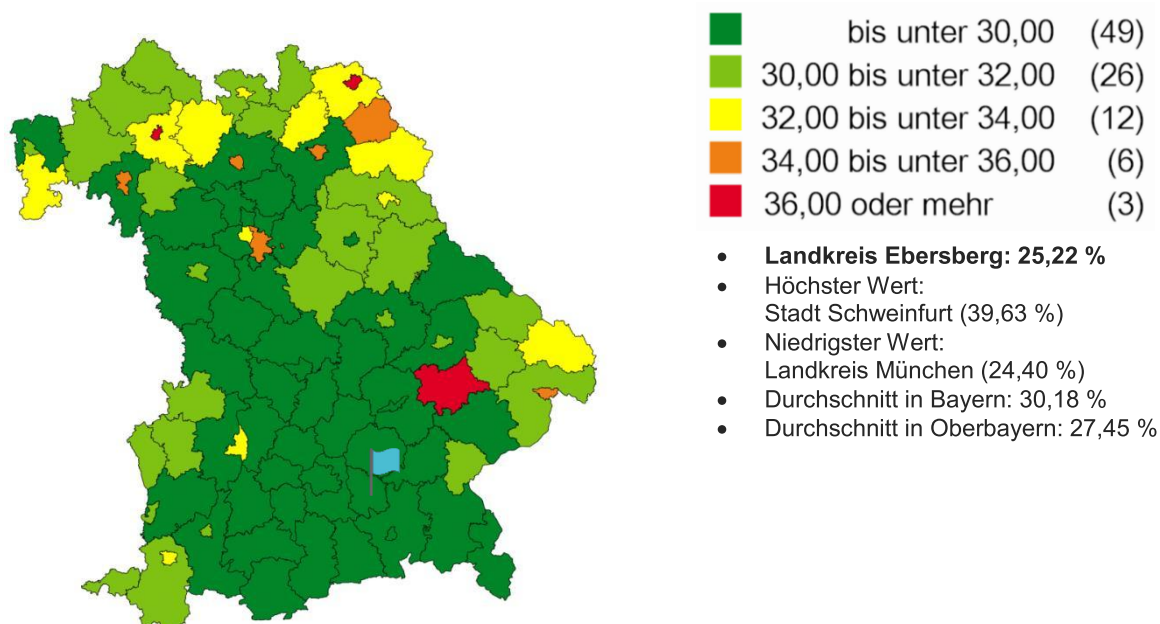 bis unter 30,00 (49)
30,00 bis unter 32,00 (26)
32,00 bis unter 34,00 (12)
34,00 bis unter 36,00 (6)
36,00 oder mehr (3)
• Landkreis Ebersberg: 25,22 %
• Höchster Wert:
Stadt Schweinfurt (39,63 %)
• Niedrigster Wert:
Landkreis München (24,40 %)
• Durchschnitt in Bayern: 30,18 %
• Durchschnitt in Oberbayern: 27,45 %